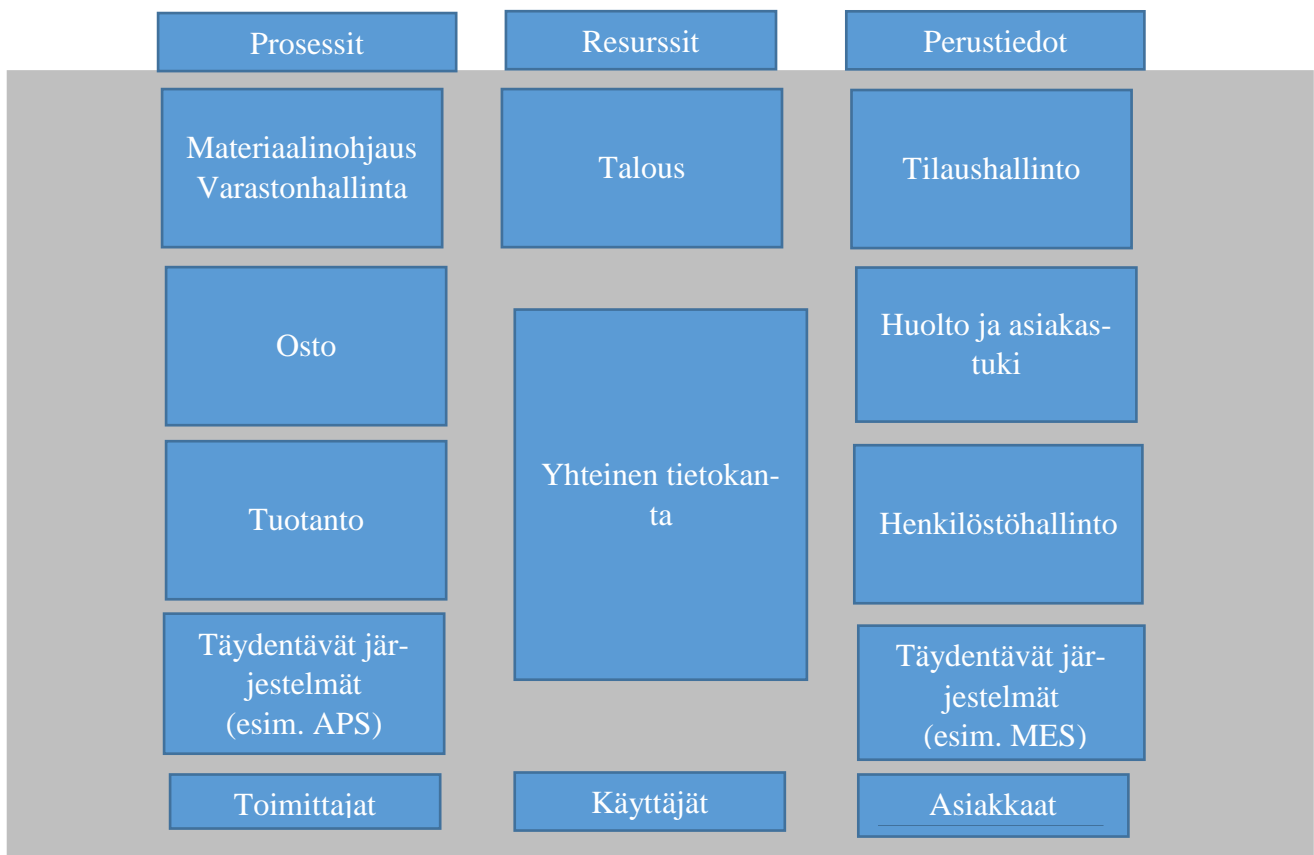 Prosessit
Resurssit
Perustiedot
Materiaalinohjaus
Varastonhallinta
Talous
Tilaushallinto
Osto
Huolto ja asiakas-
tuki
Yhteinen tietokan-
ta
Tuotanto
Henkilöstöhallinto
Täydentävät jär-
jestelmät
(esim. APS)
Täydentävät jär-
jestelmät
(esim. MES)
Toimittajat
Käyttäjät
Asiakkaat